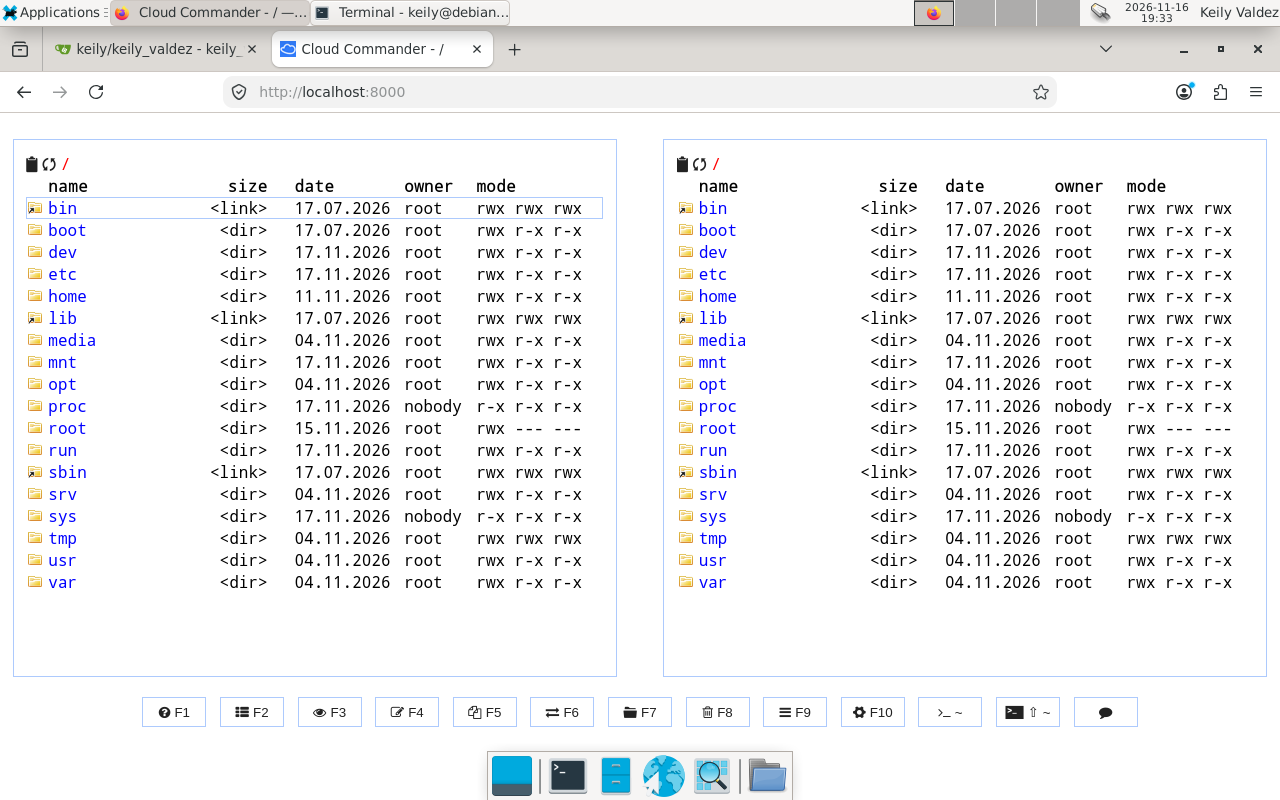 Applications
Cloud Commander - / —...
Terminal - keily@debian...
2026-11-16
19:33
Keily Valdez
keily/keily_valdez - keily_
Cloud Commander - /
http://localhost:8000
/
name size date owner mode
bin <link> 17.07.2026 root rwx rwx rwx
boot <dir> 17.07.2026 root rwx r-x r-x
dev <dir> 17.11.2026 root rwx r-x r-x
etc <dir> 17.11.2026 root rwx r-x r-x
home <dir> 11.11.2026 root rwx r-x r-x
lib <link> 17.07.2026 root rwx rwx rwx
media <dir> 04.11.2026 root rwx r-x r-x
mnt <dir> 17.11.2026 root rwx r-x r-x
opt <dir> 04.11.2026 root rwx r-x r-x
proc <dir> 17.11.2026 nobody r-x r-x r-x
root <dir> 15.11.2026 root rwx --- ---
run <dir> 17.11.2026 root rwx r-x r-x
sbin <link> 17.07.2026 root rwx rwx rwx
srv <dir> 04.11.2026 root rwx r-x r-x
sys <dir> 17.11.2026 nobody r-x r-x r-x
tmp <dir> 04.11.2026 root rwx rwx rwx
usr <dir> 04.11.2026 root rwx r-x r-x
var <dir> 04.11.2026 root rwx r-x r-x
/
name size date owner mode
bin <link> 17.07.2026 root rwx rwx rwx
boot <dir> 17.07.2026 root rwx r-x r-x
dev <dir> 17.11.2026 root rwx r-x r-x
etc <dir> 17.11.2026 root rwx r-x r-x
home <dir> 11.11.2026 root rwx r-x r-x
lib <link> 17.07.2026 root rwx rwx rwx
media <dir> 04.11.2026 root rwx r-x r-x
mnt <dir> 17.11.2026 root rwx r-x r-x
opt <dir> 04.11.2026 root rwx r-x r-x
proc <dir> 17.11.2026 nobody r-x r-x r-x
root <dir> 15.11.2026 root rwx --- ---
run <dir> 17.11.2026 root rwx r-x r-x
sbin <link> 17.07.2026 root rwx rwx rwx
srv <dir> 04.11.2026 root rwx r-x r-x
sys <dir> 17.11.2026 nobody r-x r-x r-x
tmp <dir> 04.11.2026 root rwx rwx rwx
usr <dir> 04.11.2026 root rwx r-x r-x
var <dir> 04.11.2026 root rwx r-x r-x
F1 F2 F3 F4 F5 F6 F7 F8 F9 F10 ~ ⇧ ~